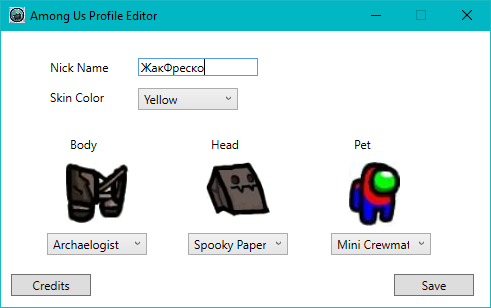 Among Us Profile Editor
Nick Name ЖакФреско
Skin Color Yellow
Body Head Pet
Archaelogist Spooky Paper Mini Crewmat
Credits Save